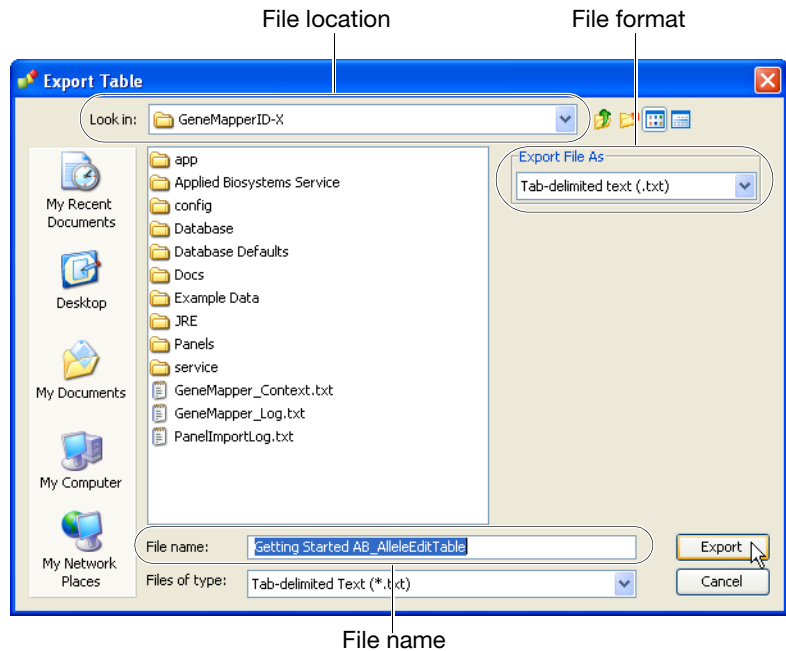 File location
File format
Export Table
Look in:
GeneMapperID-X
Export File As
Tab-delimited text (.txt)
My Recent
Documents
Desktop
My Documents
My Computer
My Network
Places
app
Applied Biosystems Service
config
Database
Database Defaults
Docs
Example Data
JRE
Panels
service
GeneMapper_Context.txt
GeneMapper_Log.txt
PanelImportLog.txt
File name:
Getting Started AB_AlleleEditTable
Export
Files of type:
Tab-delimited Text (*.txt)
Cancel
File name